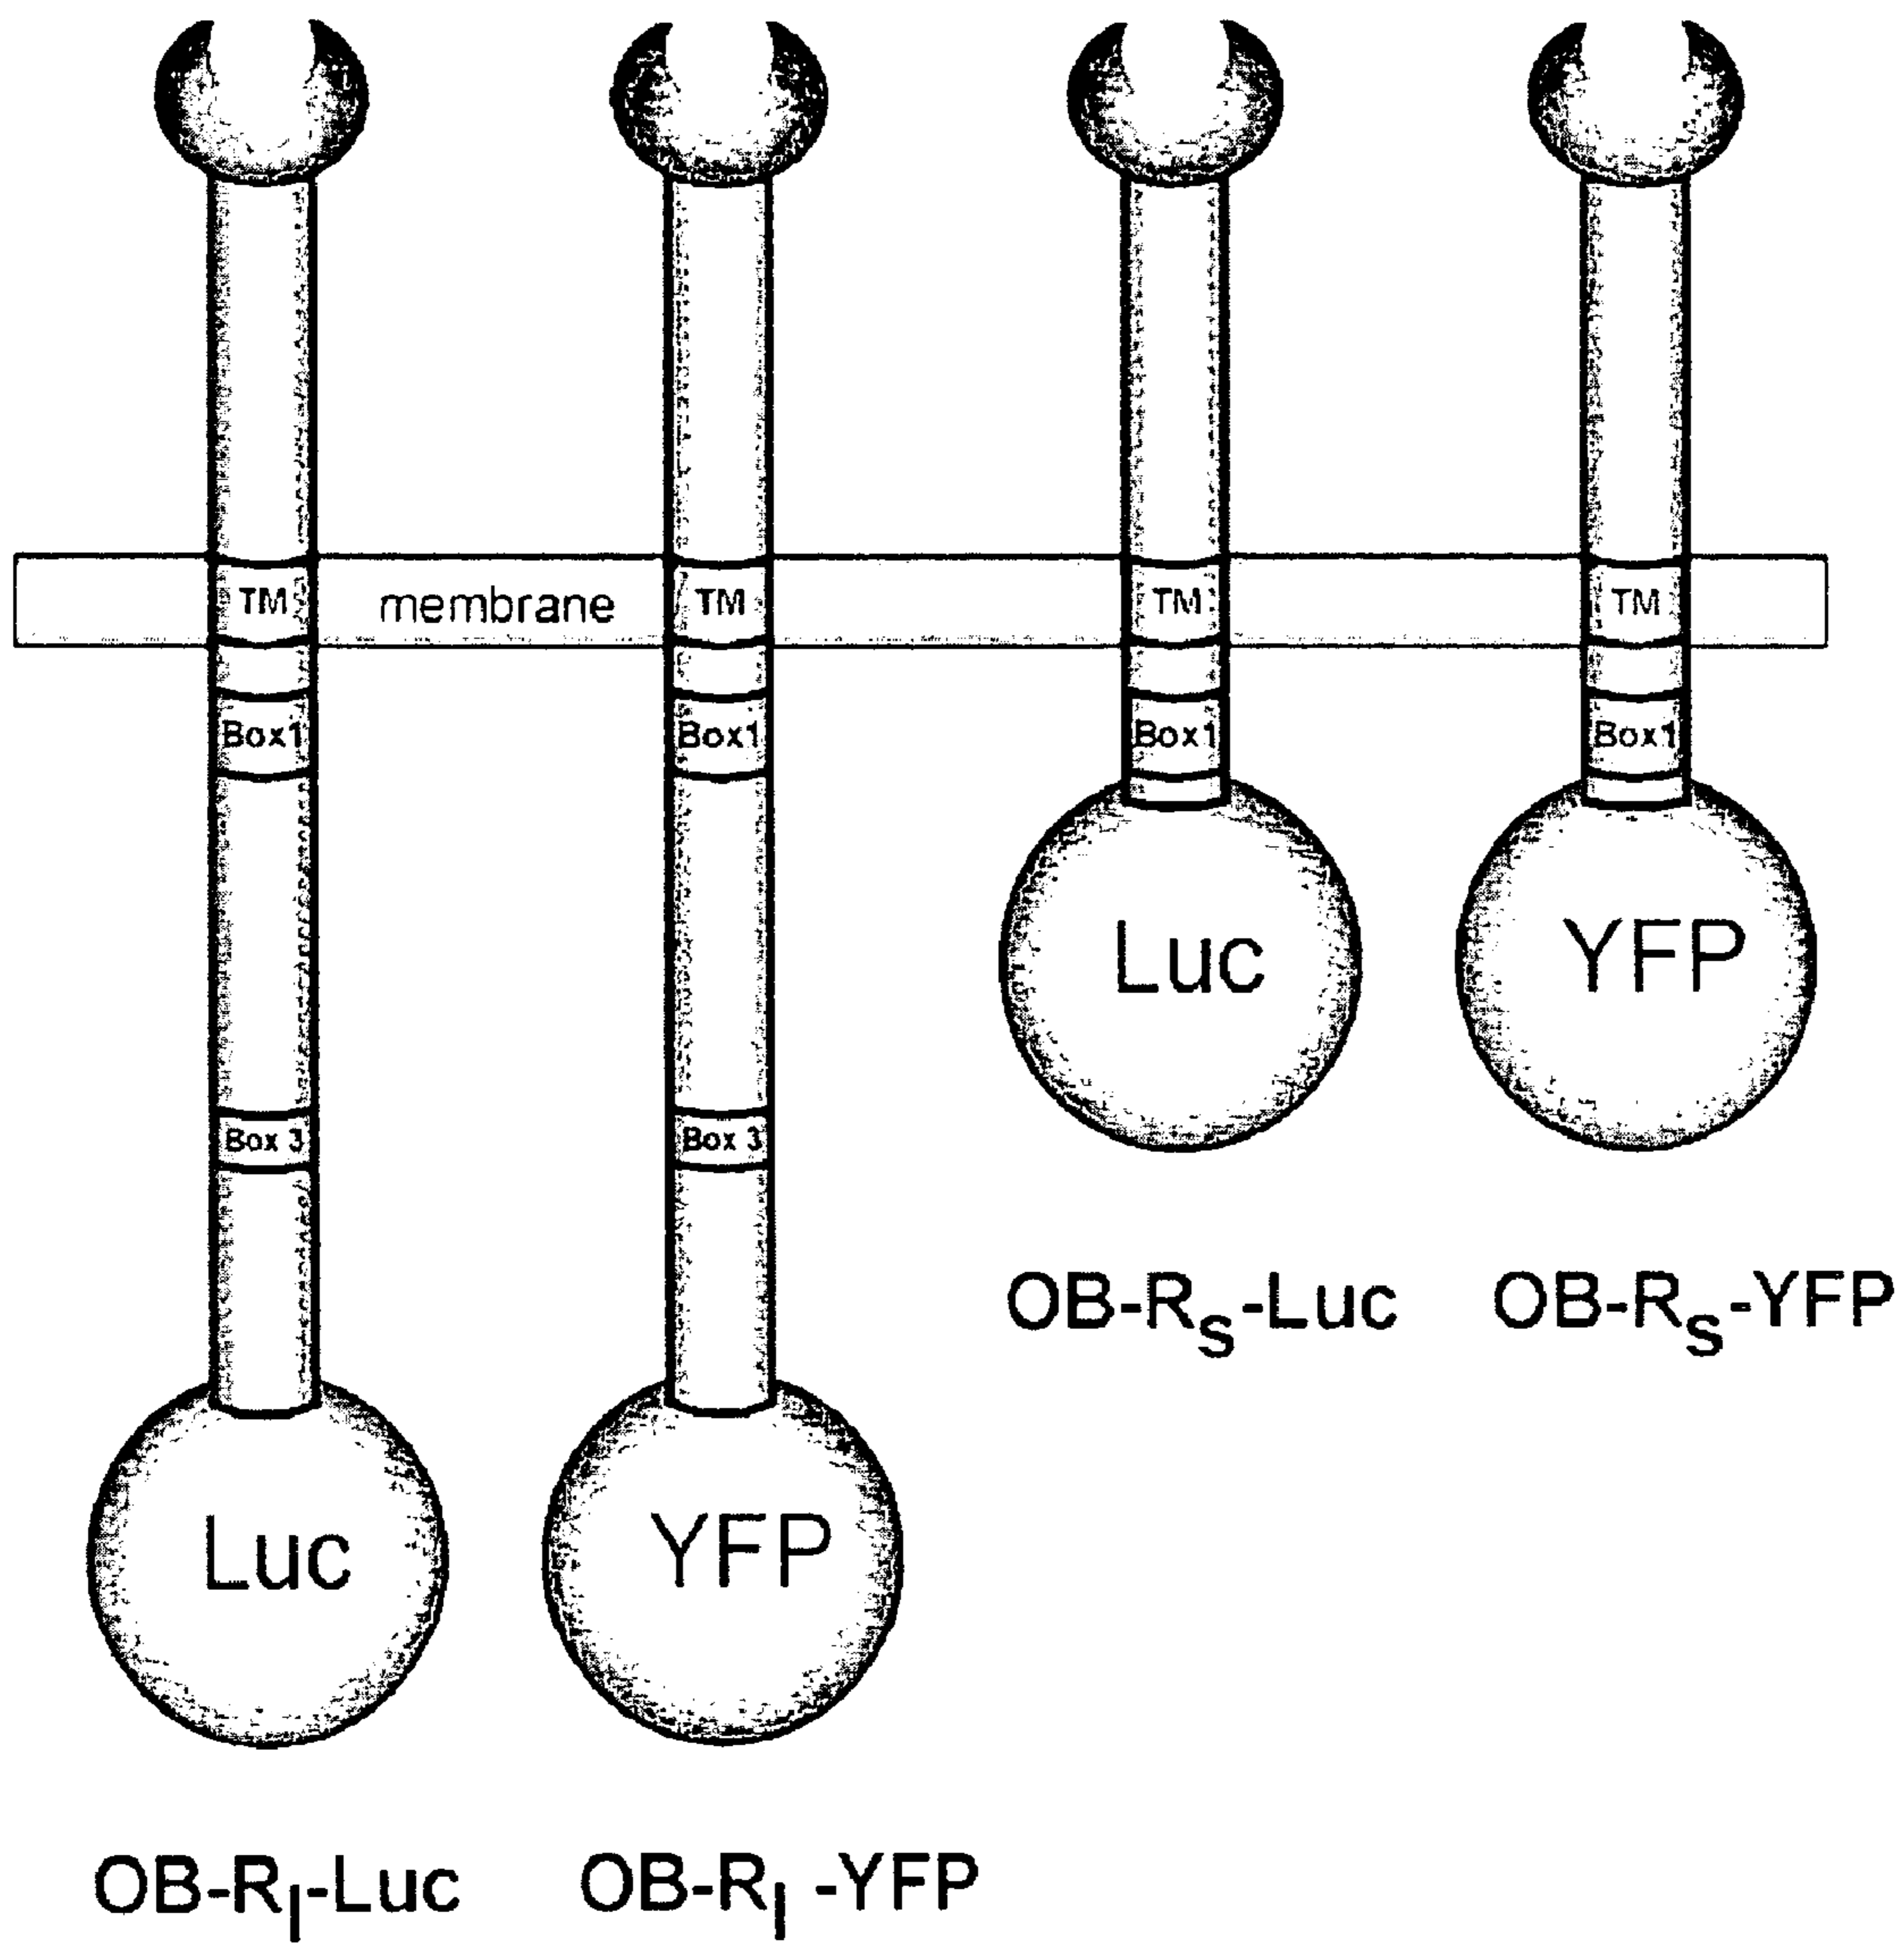 TM membrane TM TM TM
Box1 Box1 Box1 Box1
Luc YFP
Box 3 Box 3
OB-Rs-Luc OB-Rs-YFP
Luc YFP
OB-Rl-Luc OB-Rl-YFP